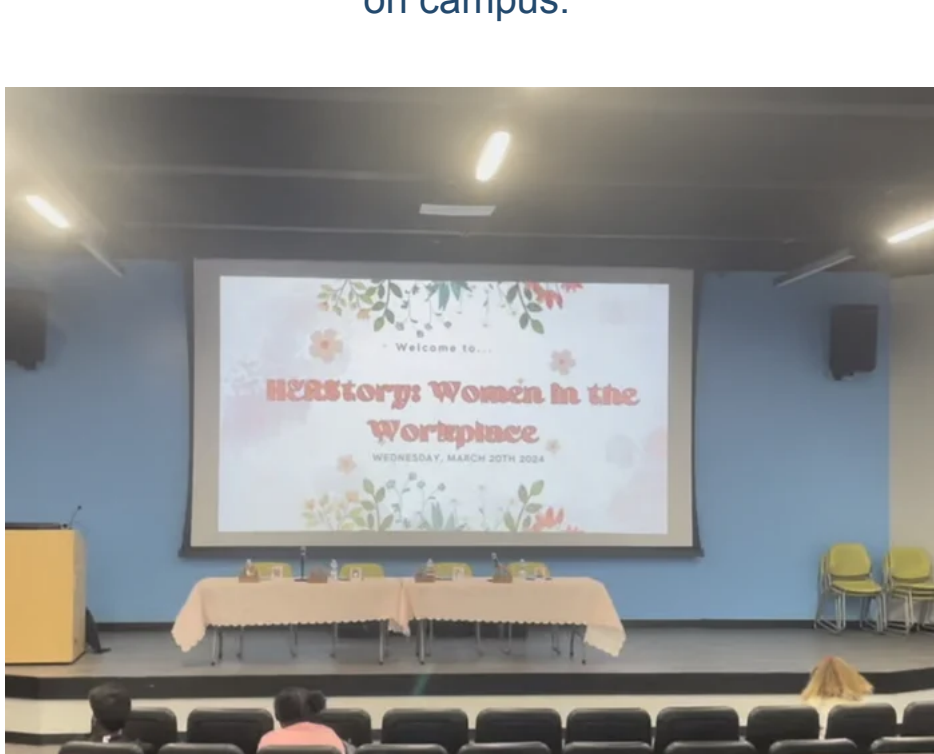 on campus.
Welcome to...
HERStory: Women in the
Workplace
WEDNESDAY, MARCH 20TH 2024